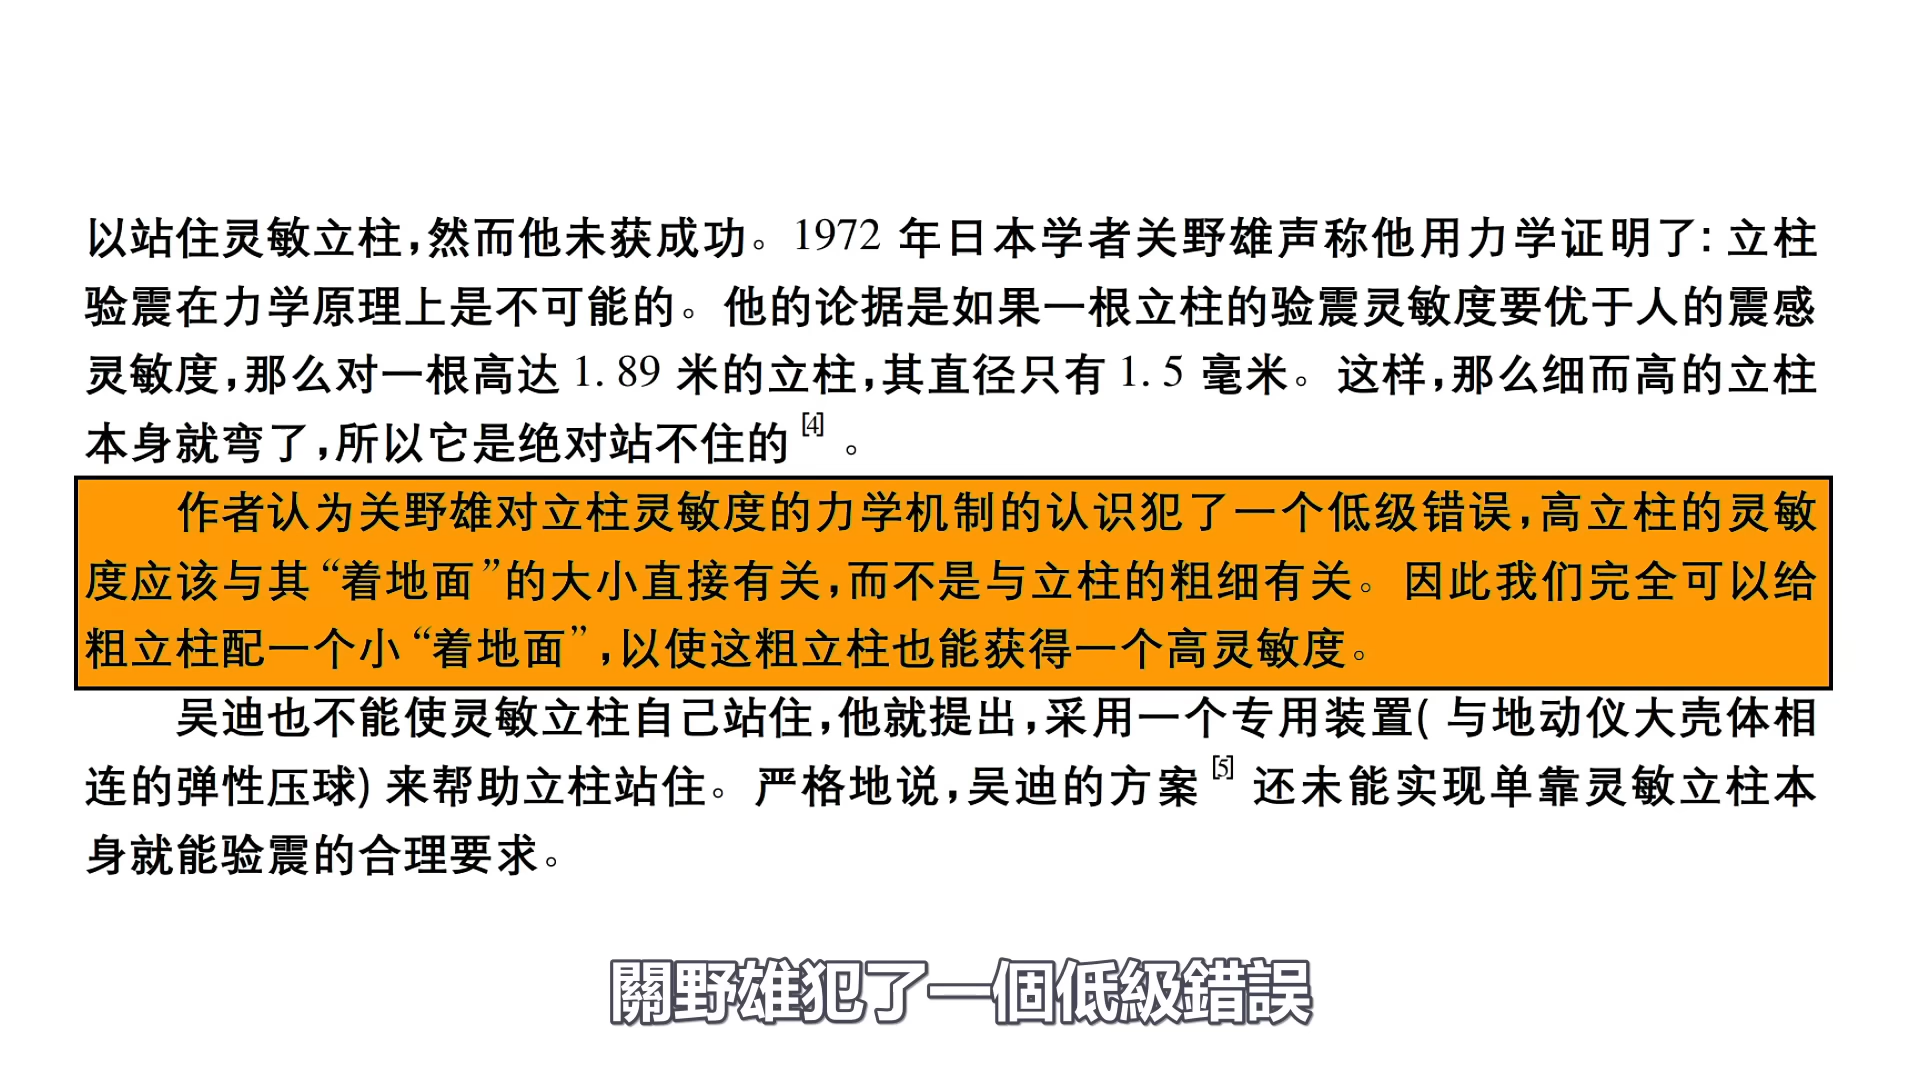 以站住灵敏立柱,然而他未获成功。1972 年日本学者关野雄声称他用力学证明了: 立柱
验震在力学原理上是不可能的。他的论据是如果一根立柱的验震灵敏度要优于人的震感
灵敏度,那么对一根高达 1. 89 米的立柱,其直径只有 1. 5 毫米。这样,那么细而高的立柱
本身就弯了,所以它是绝对站不住的[4] 。
作者认为关野雄对立柱灵敏度的力学机制的认识犯了一个低级错误,高立柱的灵敏
度应该与其“着地面”的大小直接有关,而不是与立柱的粗细有关。因此我们完全可以给
粗立柱配一个小“着地面”,以使这粗立柱也能获得一个高灵敏度。
吴迪也不能使灵敏立柱自己站住,他就提出,采用一个专用装置( 与地动仪大壳体相
连的弹性压球) 来帮助立柱站住。严格地说,吴迪的方案[5] 还未能实现单靠灵敏立柱本
身就能验震的合理要求。
關野雄犯了一個低級錯誤